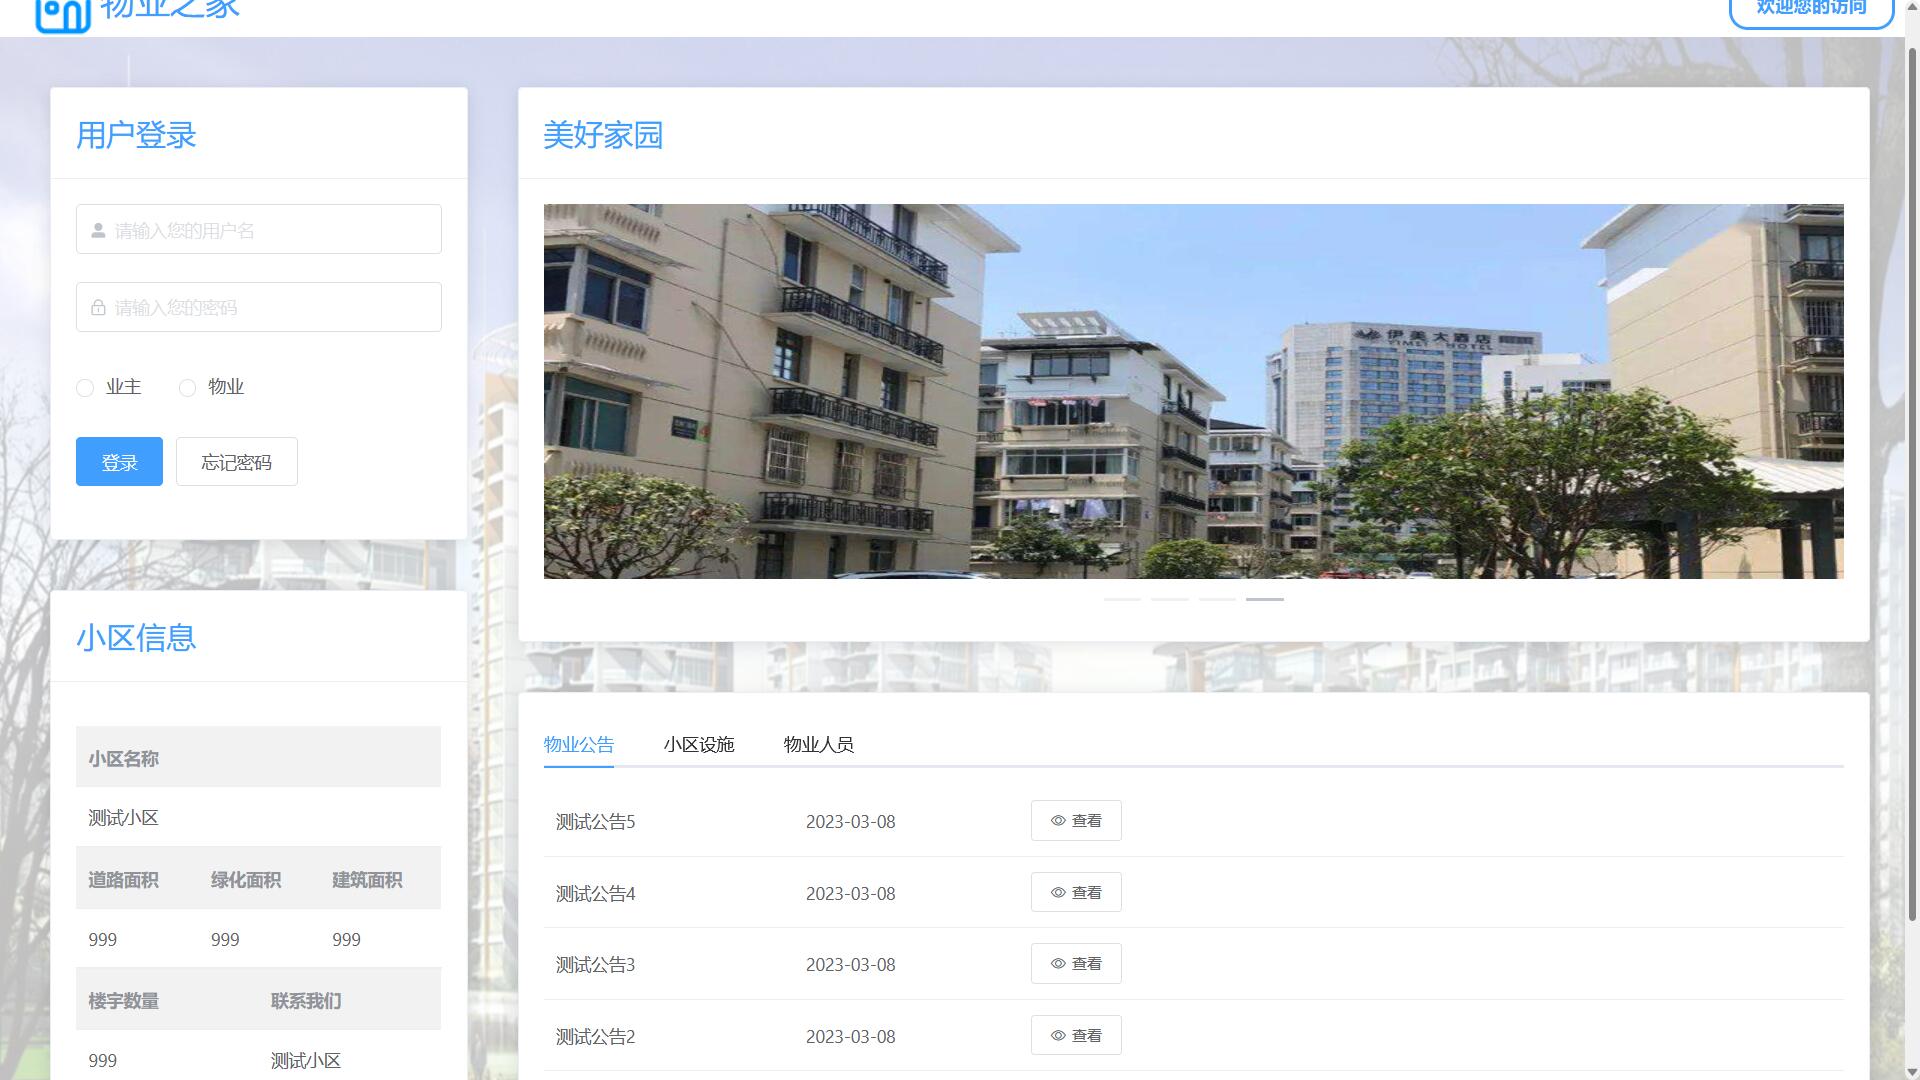 物业之家
欢迎您的访问
用户登录
请输入您的用户名
请输入您的密码
业主
物业
登录
忘记密码
小区信息
小区名称
测试小区
道路面积 绿化面积 建筑面积
999 999 999
楼宇数量 联系我们
999 测试小区
美好家园
伊美大酒店
YIMEI HOTEL
物业公告 小区设施 物业人员
测试公告5 2023-03-08 查看
测试公告4 2023-03-08 查看
测试公告3 2023-03-08 查看
测试公告2 2023-03-08 查看